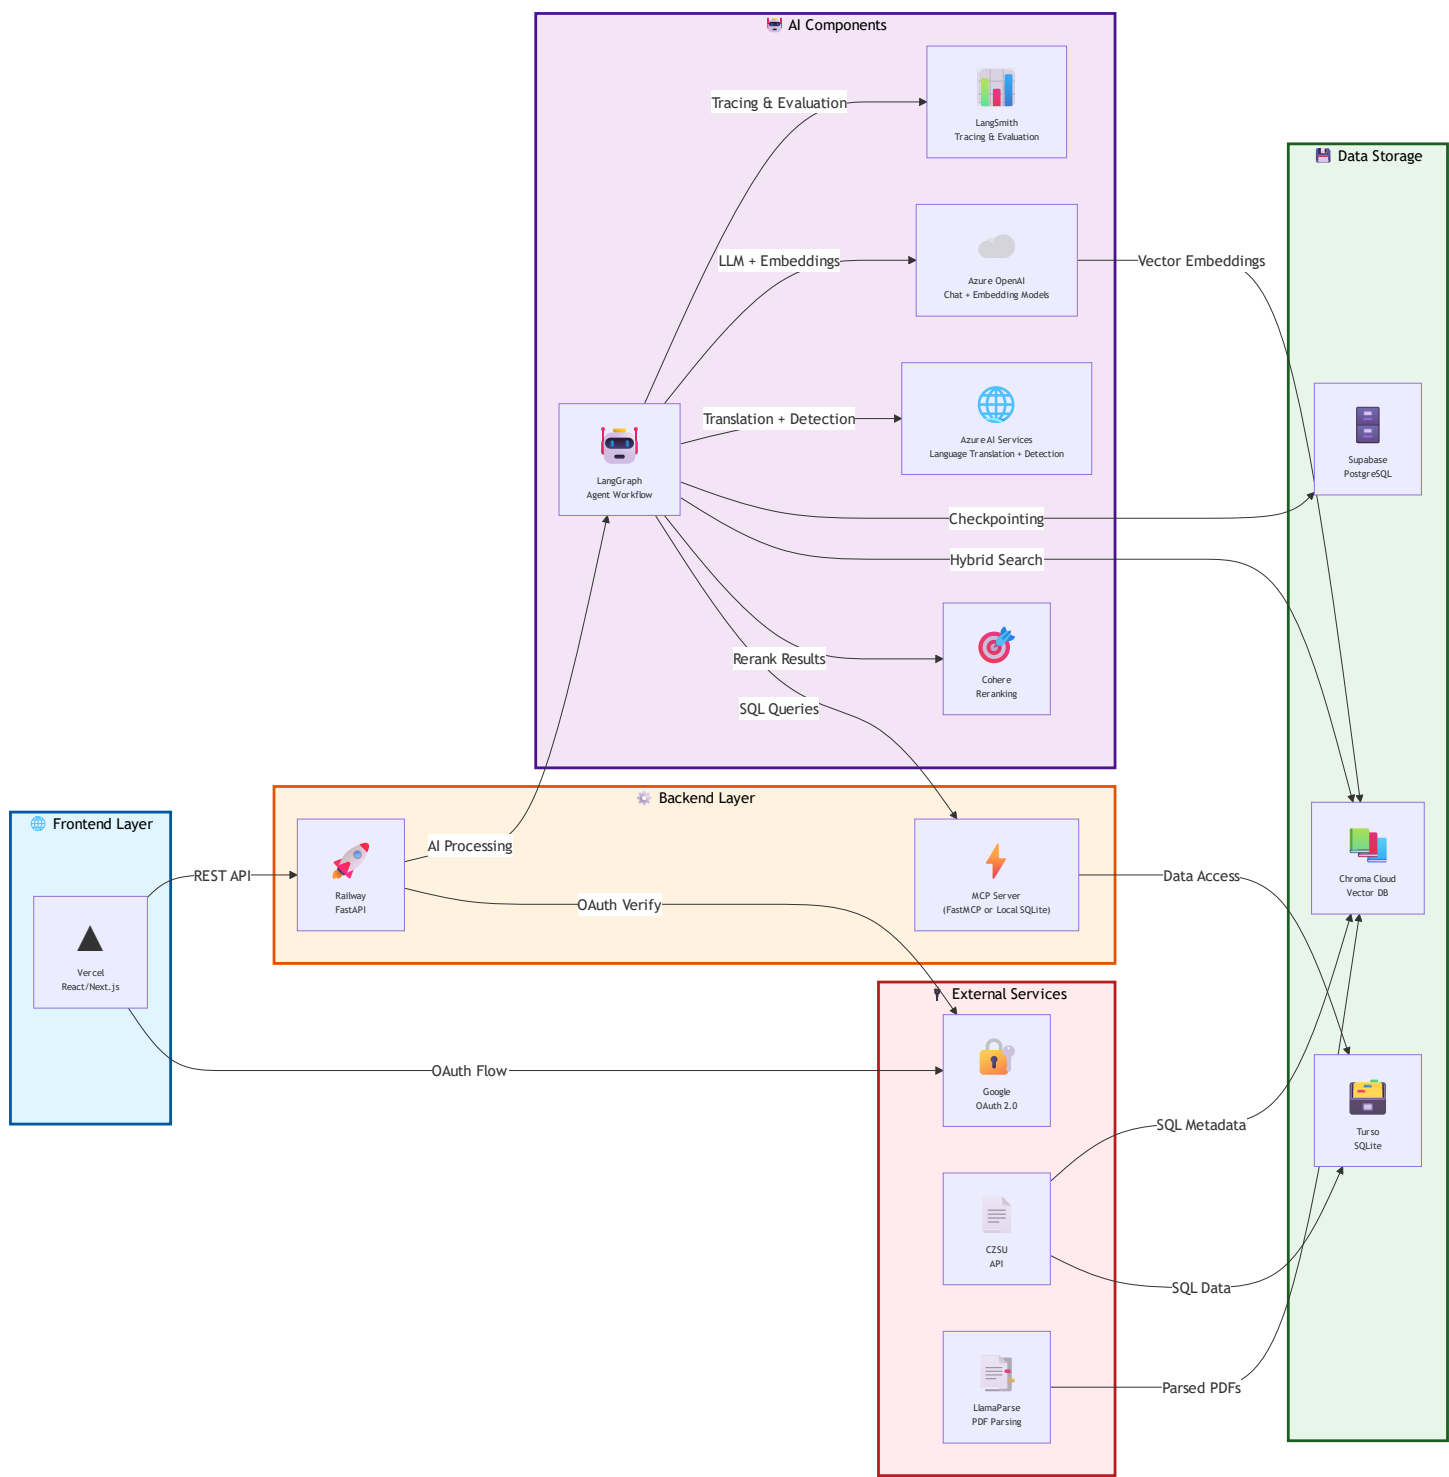 AI Components
Tracing & Evaluation
LangSmith
Tracing & Evaluation
Data Storage
LLM + Embeddings
Azure OpenAI
Chat + Embedding Models
Vector Embeddings
Translation + Detection
Azure AI Services
Language Translation + Detection
LangGraph
Agent Workflow
Supabase
PostgreSQL
Checkpointing
Hybrid Search
Rerank Results
Cohere
Reranking
SQL Queries
Backend Layer
Frontend Layer
AI Processing
REST API
Railway
FastAPI
OAuth Verify
MCP Server
(FastMCP or Local SQLite)
Data Access
Chroma Cloud
Vector DB
Vercel
React/Next.js
External Services
OAuth Flow
Google
OAuth 2.0
SQL Metadata
Turso
SQLite
CZSU
API
SQL Data
Parsed PDFs
LlamaParse
PDF Parsing